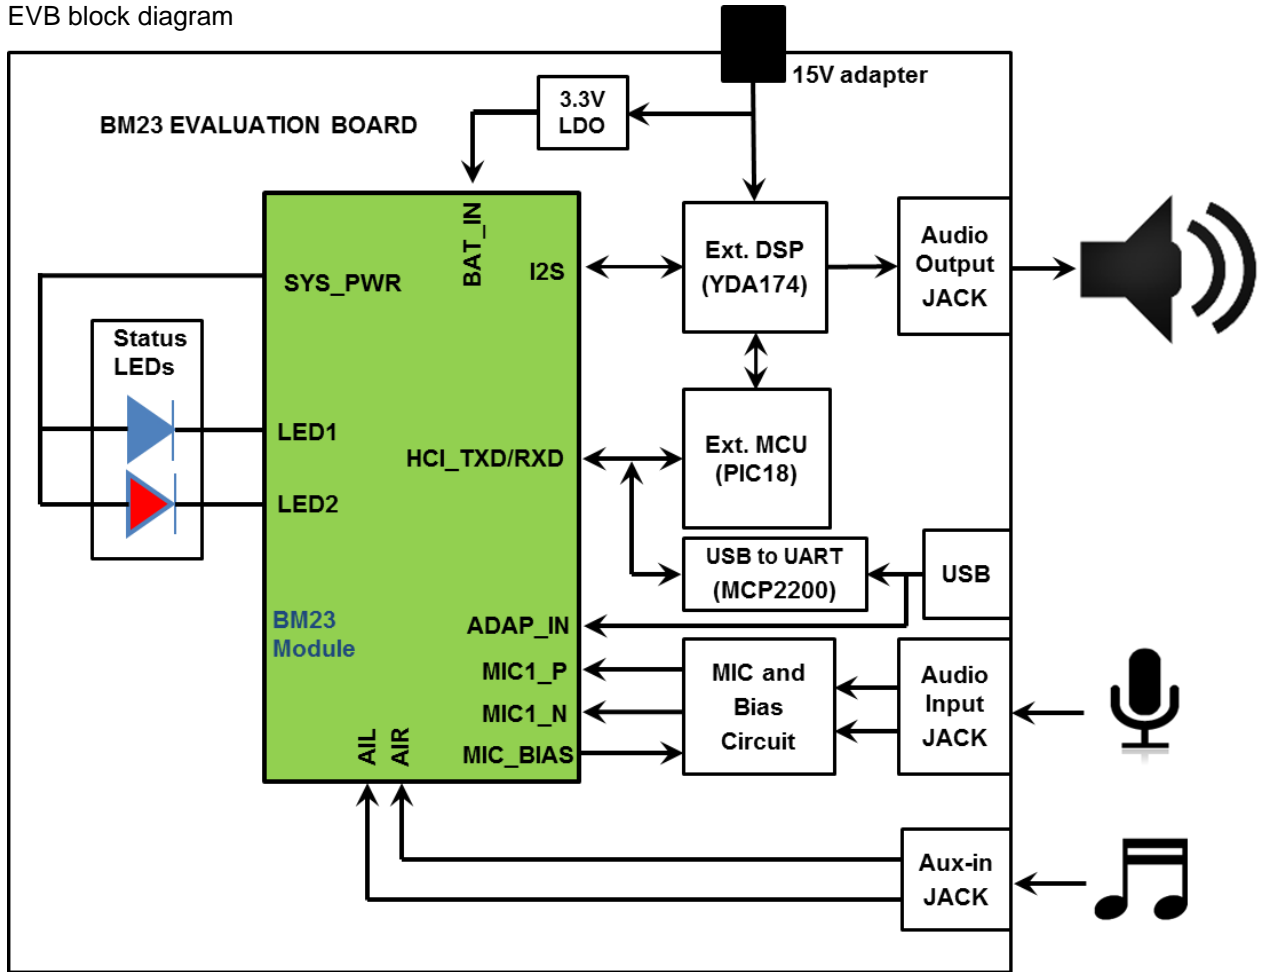 EVB block diagram
15V adapter
3.3V
LDO
BM23 EVALUATION BOARD
BAT_IN
SYS_PWR
I2S
Ext. DSP
(YDA174)
Audio
Output
JACK
Status
LEDs
LED1
LED2
HCI_TXD/RXD
Ext. MCU
(PIC18)
USB to UART
(MCP2200)
USB
BM23
Module
ADAP_IN
MIC1_P
MIC1_N
MIC_BIAS
MIC and
Bias
Circuit
Audio
Input
JACK
AIL
AIR
Aux-in
JACK